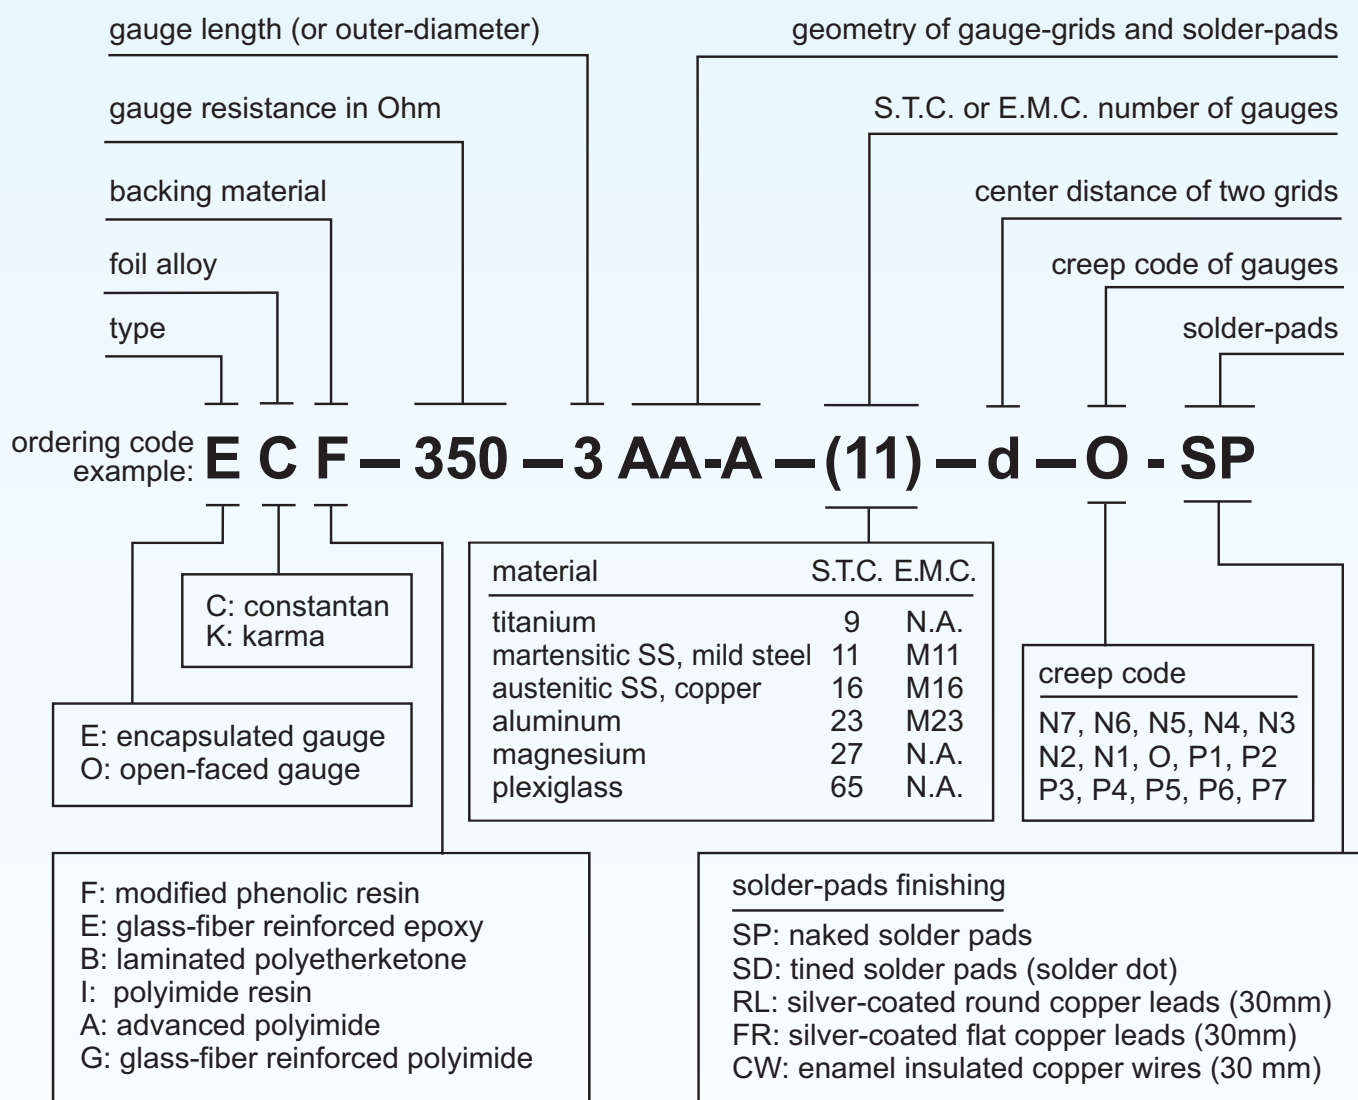 gauge length (or outer-diameter)
geometry of gauge-grids and solder-pads
gauge resistance in Ohm
S.T.C. or E.M.C. number of gauges
backing material
center distance of two grids
foil alloy
creep code of gauges
type
solder-pads
ordering code
example:
E C F – 350 – 3 AA-A – (11) – d – O - SP
C: constantan
K: karma
E: encapsulated gauge
O: open-faced gauge
material S.T.C. E.M.C.
titanium 9 N.A.
martensitic SS, mild steel 11 M11
austenitic SS, copper 16 M16
aluminum 23 M23
magnesium 27 N.A.
plexiglass 65 N.A.
creep code
N7, N6, N5, N4, N3
N2, N1, O, P1, P2
P3, P4, P5, P6, P7
F: modified phenolic resin
E: glass-fiber reinforced epoxy
B: laminated polyetherketone
I: polyimide resin
A: advanced polyimide
G: glass-fiber reinforced polyimide
solder-pads finishing
SP: naked solder pads
SD: tined solder pads (solder dot)
RL: silver-coated round copper leads (30mm)
FR: silver-coated flat copper leads (30mm)
CW: enamel insulated copper wires (30 mm)